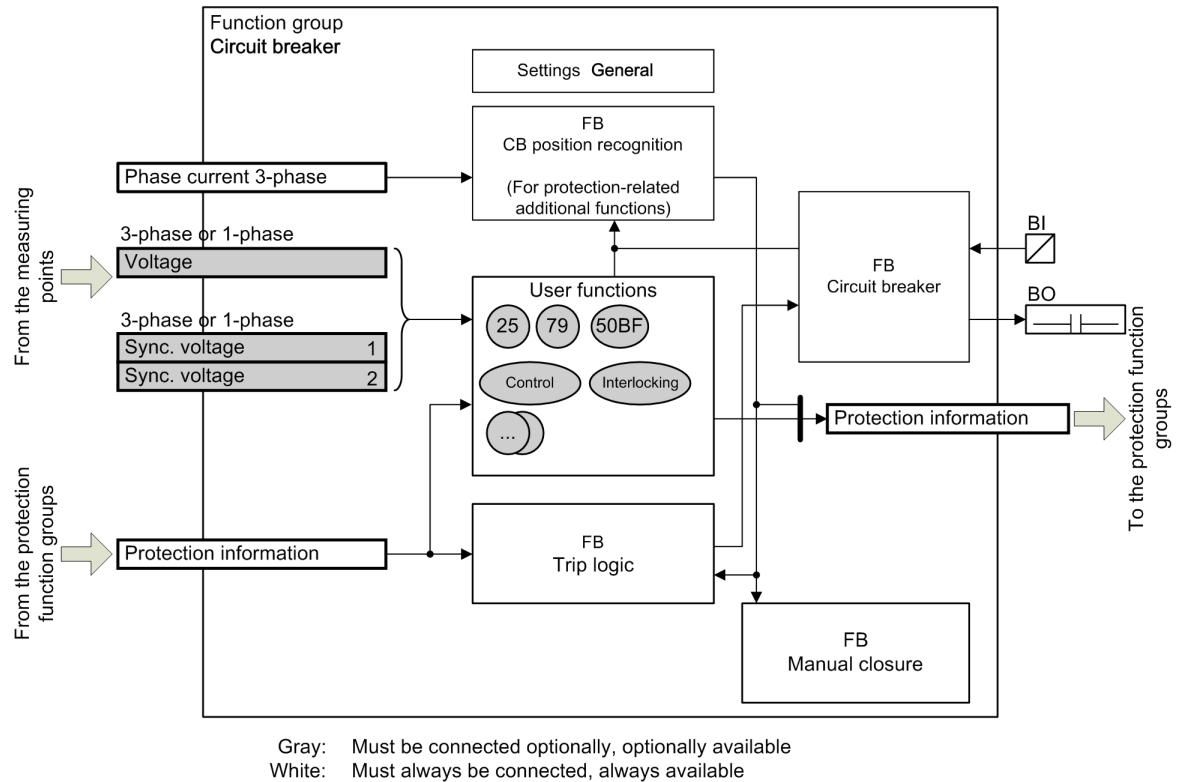 Function group
Circuit breaker
Settings General
FB
CB position recognition
(For protection-related
additional functions)
Phase current 3-phase
From the measuring
points
3-phase or 1-phase
Voltage
3-phase or 1-phase
Sync. voltage 1
Sync. voltage 2
User functions
25 79 50BF
Control Interlocking
...
FB
Circuit breaker
BI
BO
Protection information
To the protection function
groups
From the protection
function groups
Protection information
FB
Trip logic
FB
Manual closure
Gray: Must be connected optionally, optionally available
White: Must always be connected, always available